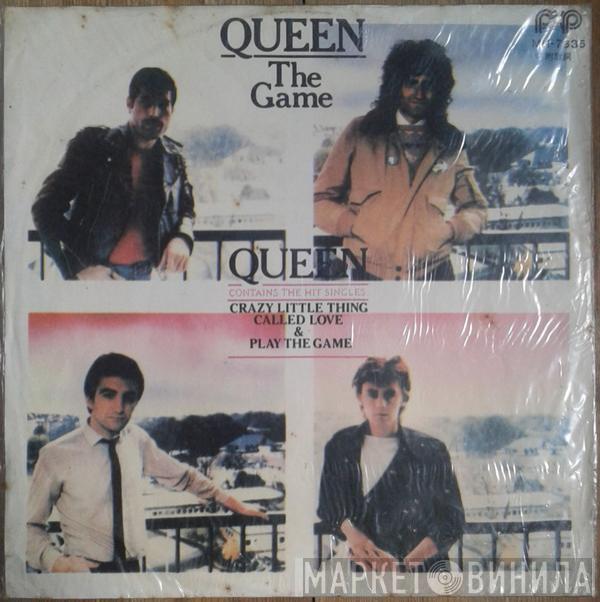 QUEEN
The
Game
QUEEN
CONTAINS THE HIT SINGLES
CRAZY LITTLE THING
CALLED LOVE
&
PLAY THE GAME
МАРКЕТ ВИНИЛА